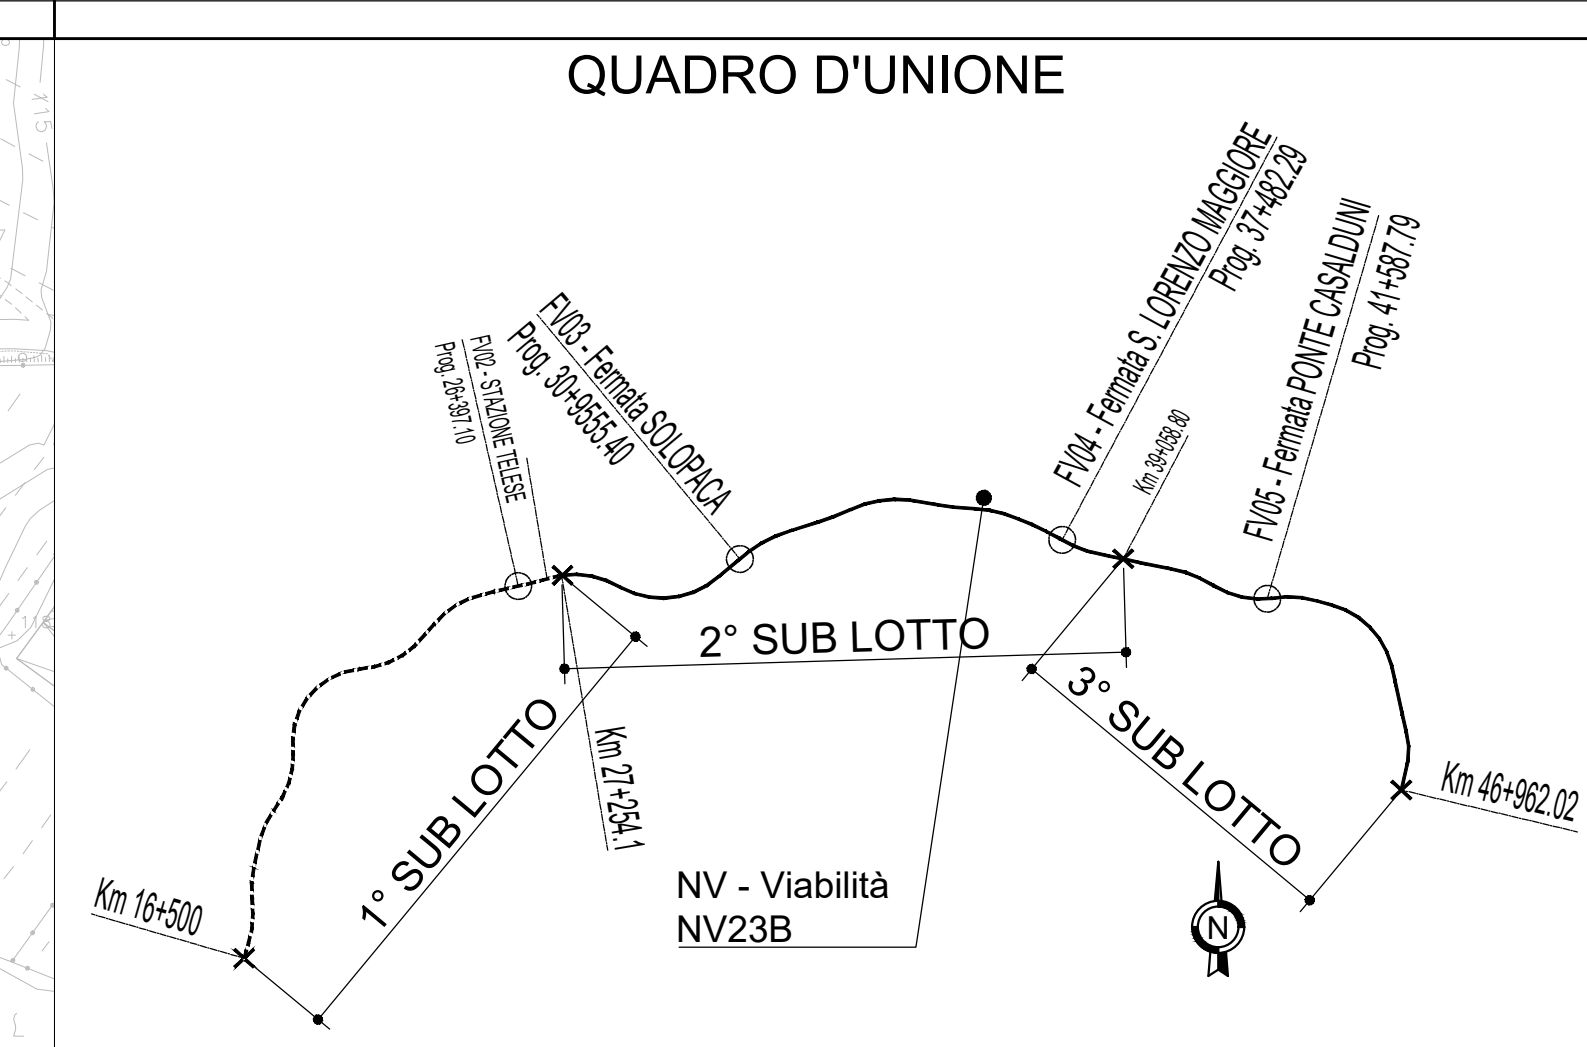 QUADRO D'UNIONE
115
FV02 - STAZIONE TELESE
Prog. 26+397.10
FV03 - Fermata SOLOPACA
Prog. 30+9555.40
FV04 - Fermata S. LORENZO MAGGIORE
Prog. 37+482.29
Km 39+058.80
FV05 - Fermata PONTE CASALDUNI
Prog. 41+587.79
2° SUB LOTTO
1° SUB LOTTO
3° SUB LOTTO
Km 27+254.1
Km 16+500
Km 46+962.02
NV - Viabilità
NV23B
N